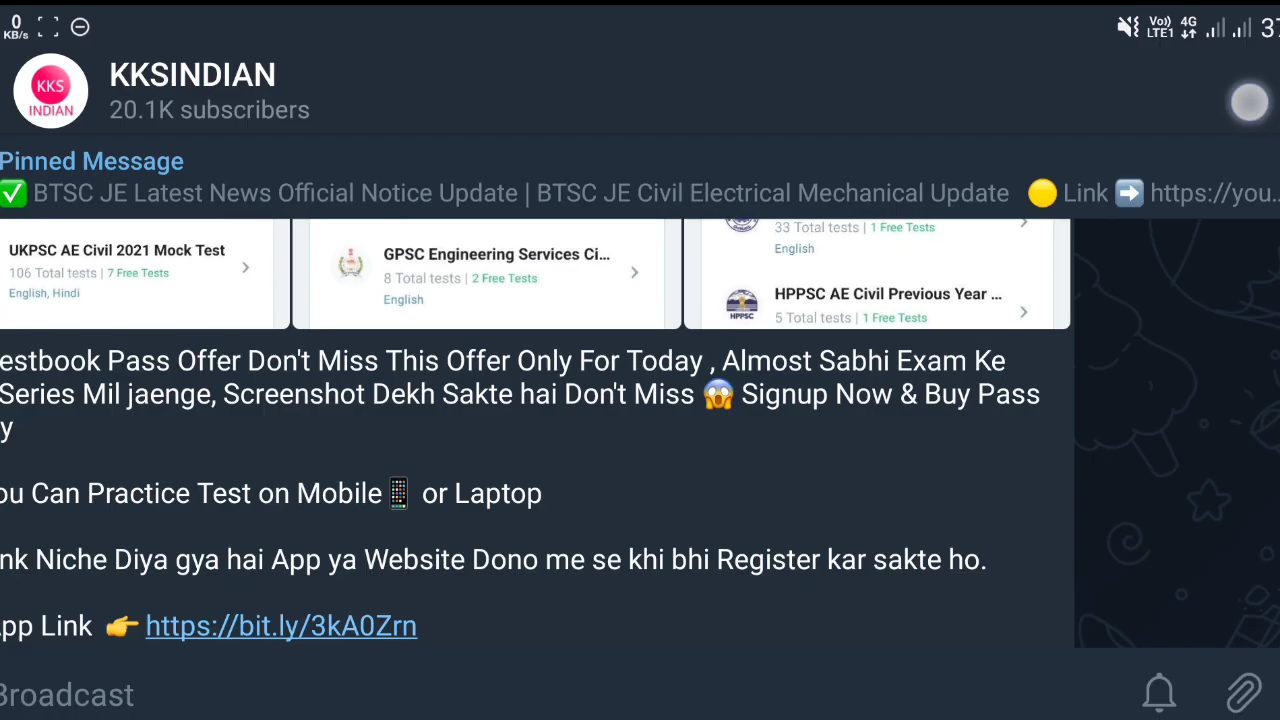 0
KB/s
Vo)) 4G
LTE1
37
KKS
INDIAN
KKSINDIAN
20.1K subscribers
Pinned Message
✅ BTSC JE Latest News Official Notice Update | BTSC JE Civil Electrical Mechanical Update 🟡 Link ➡️ https://you...
UKPSC AE Civil 2021 Mock Test
106 Total tests | 7 Free Tests
English, Hindi
GPSC Engineering Services Ci...
8 Total tests | 2 Free Tests
English
33 Total tests | 1 Free Tests
English
HPPSC
HPPSC AE Civil Previous Year ...
5 Total tests | 1 Free Tests
estbook Pass Offer Don't Miss This Offer Only For Today , Almost Sabhi Exam Ke
Series Mil jaenge, Screenshot Dekh Sakte hai Don't Miss 😱 Signup Now & Buy Pass
y
ou Can Practice Test on Mobile📱 or Laptop
nk Niche Diya gya hai App ya Website Dono me se khi bhi Register kar sakte ho.
pp Link 👉 https://bit.ly/3kA0Zrn
Broadcast